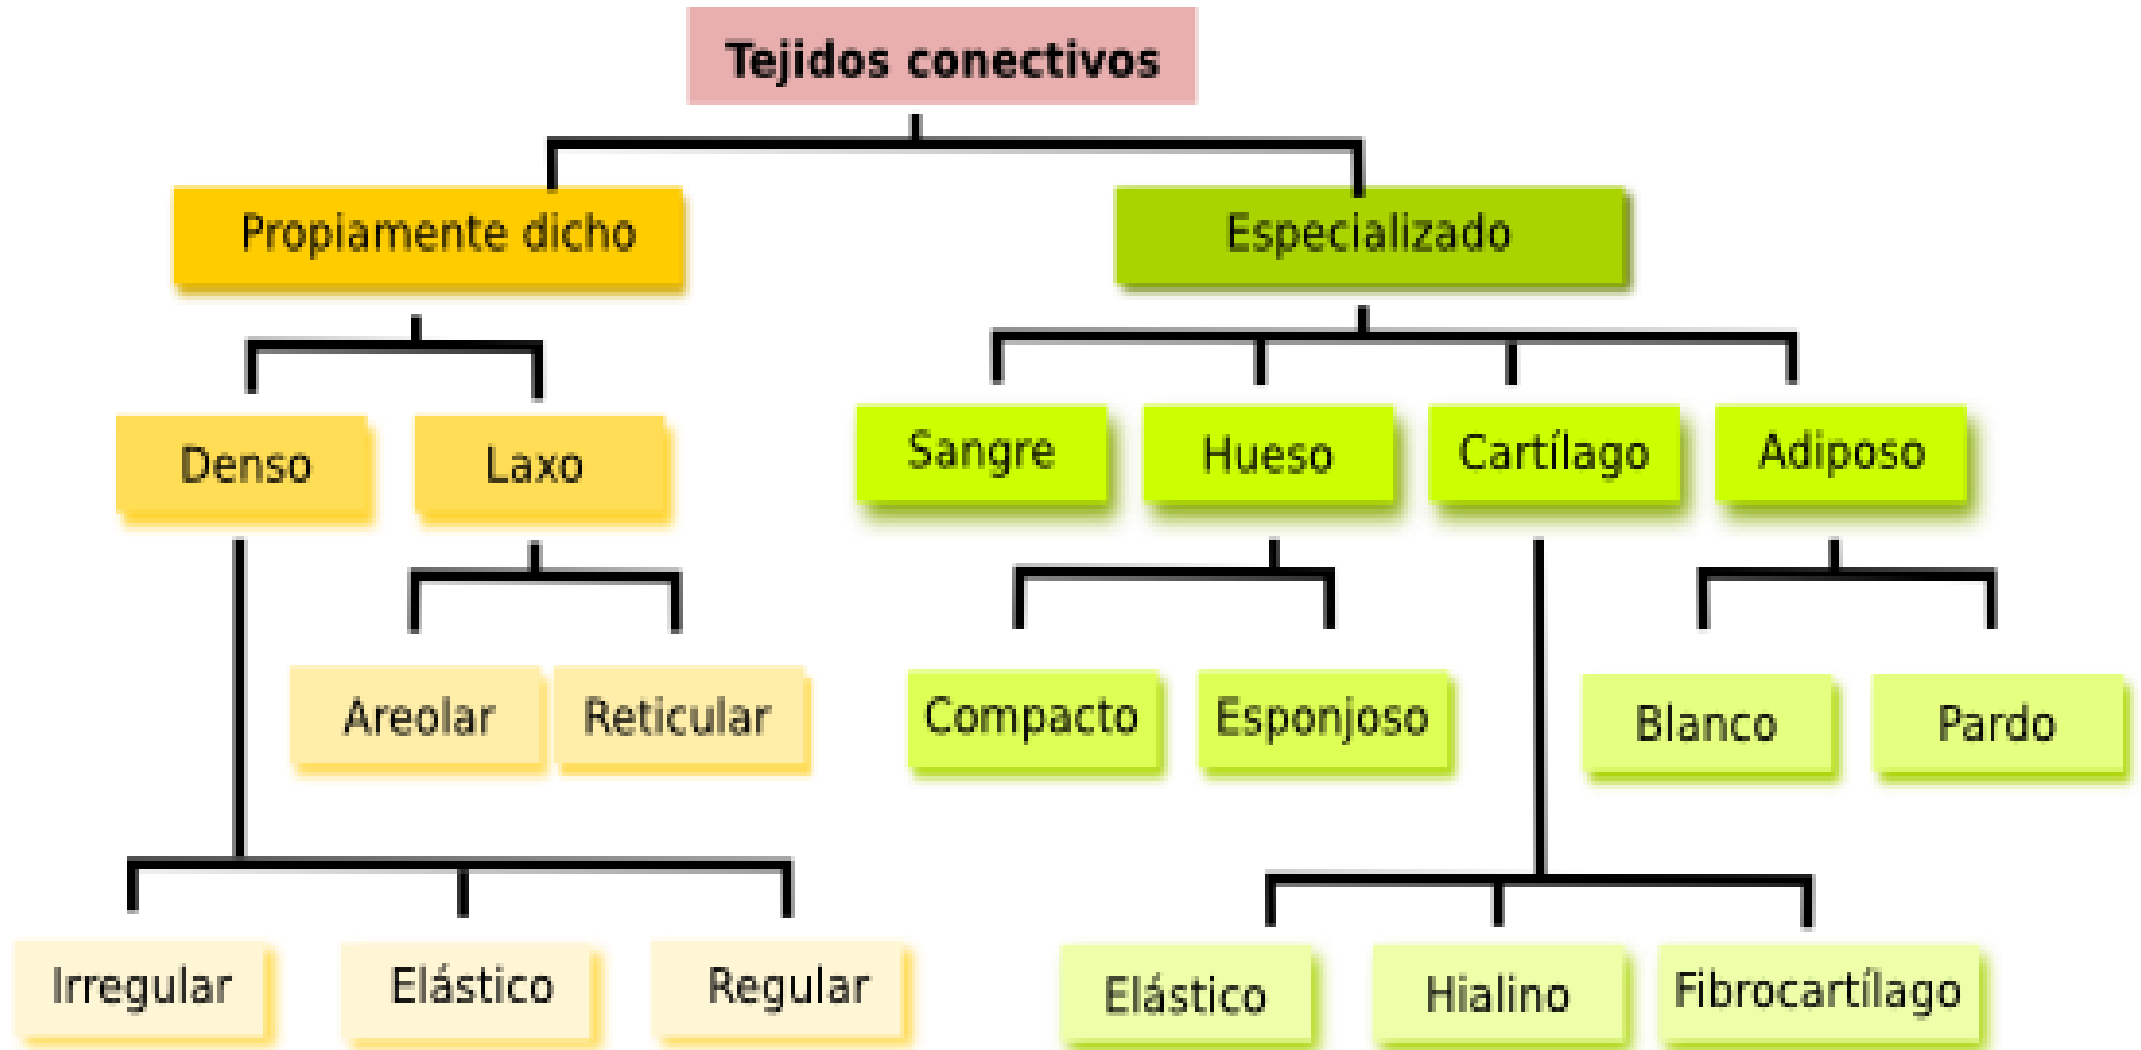 Tejidos conectivos
Propiamente dicho
Especializado
Denso
Laxo
Sangre
Hueso
Cartílago
Adiposo
Areolar
Reticular
Compacto
Esponjoso
Blanco
Pardo
Irregular
Elástico
Regular
Elástico
Hialino
Fibrocartílago